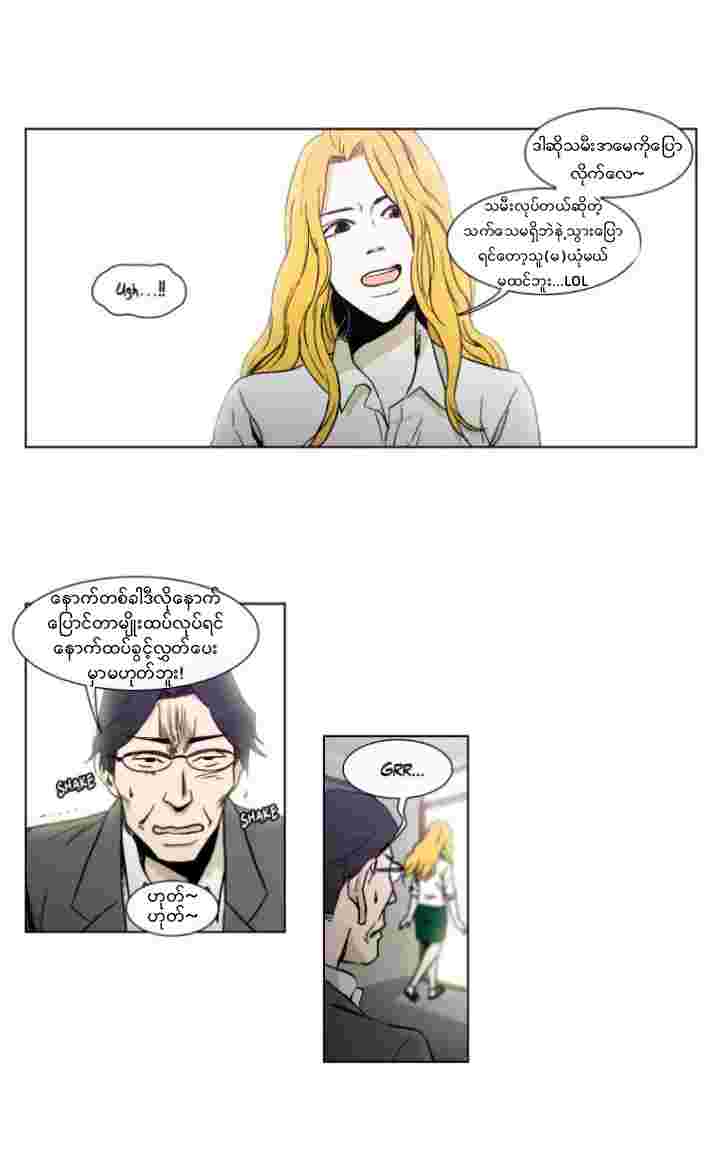 ဒါဆိုသမီးအမေကိုပြော
လိုက်လေ~
သမီးလုပ်တယ်ဆိုတဲ့
သက်သေမရှိဘဲနဲ့သွားပြော
ရင်တော့သူ(မ)ယုံမယ်
မထင်ဘူး...LOL
Ugh...!!
နောက်တစ်ခါဒီလိုနောက်
ပြောင်တာမျိုးထပ်လုပ်ရင်
နောက်ထပ်ခွင့်လွှတ်ပေး
မှာမဟုတ်ဘူး!
SHAKE
SHAKE
ဟုတ်~
ဟုတ်~
GRR...